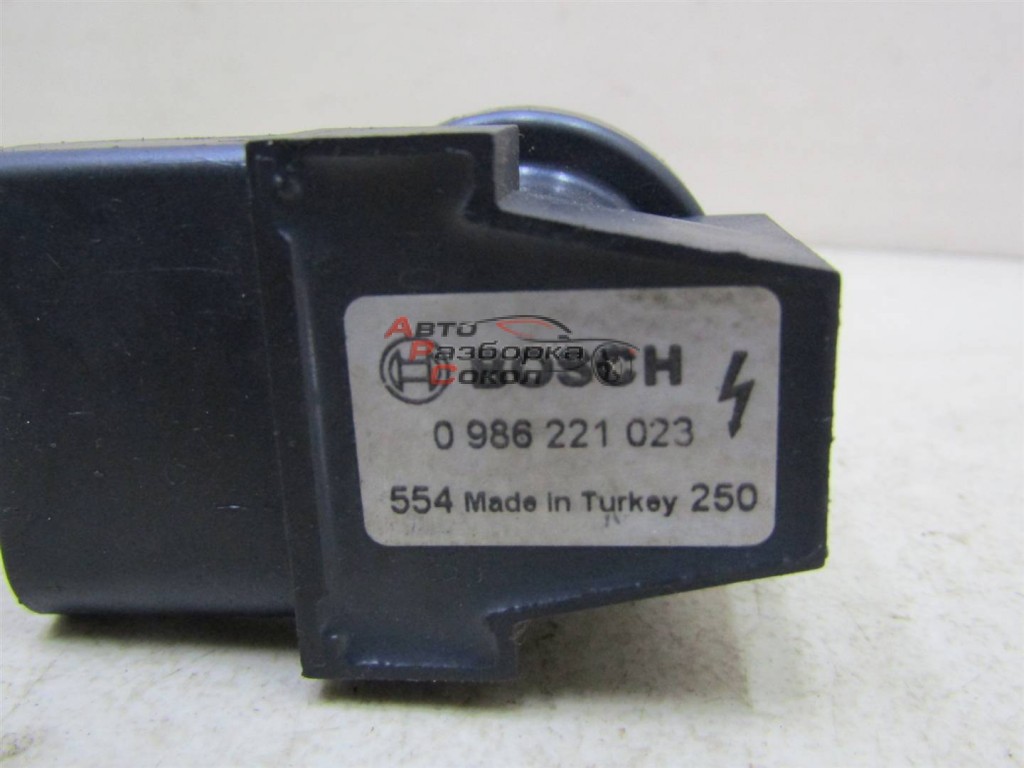 Авто
Разборка
Сокол
BOSCH
0 986 221 023
554 Made in Turkey 250